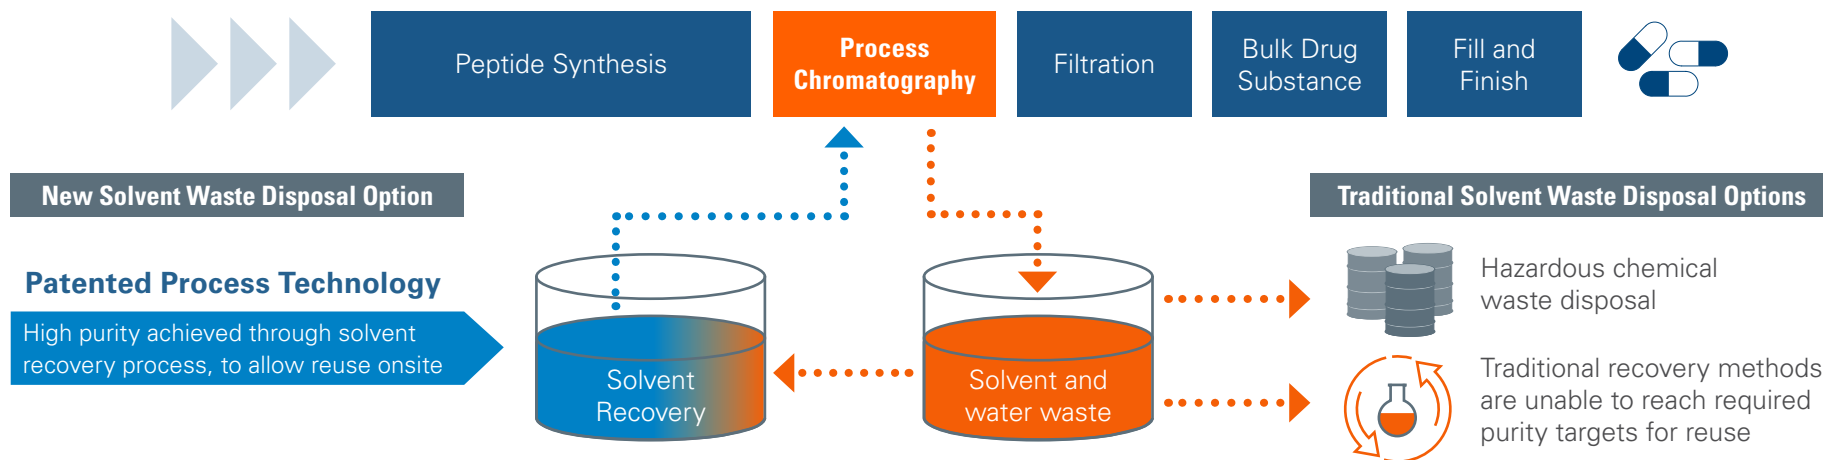 Peptide Synthesis
Process
Chromatography
Filtration
Bulk Drug
Substance
Fill and
Finish
New Solvent Waste Disposal Option
Patented Process Technology
High purity achieved through solvent
recovery process, to allow reuse onsite
Solvent
Recovery
Solvent and
water waste
Traditional Solvent Waste Disposal Options
Hazardous chemical
waste disposal
Traditional recovery methods
are unable to reach required
purity targets for reuse